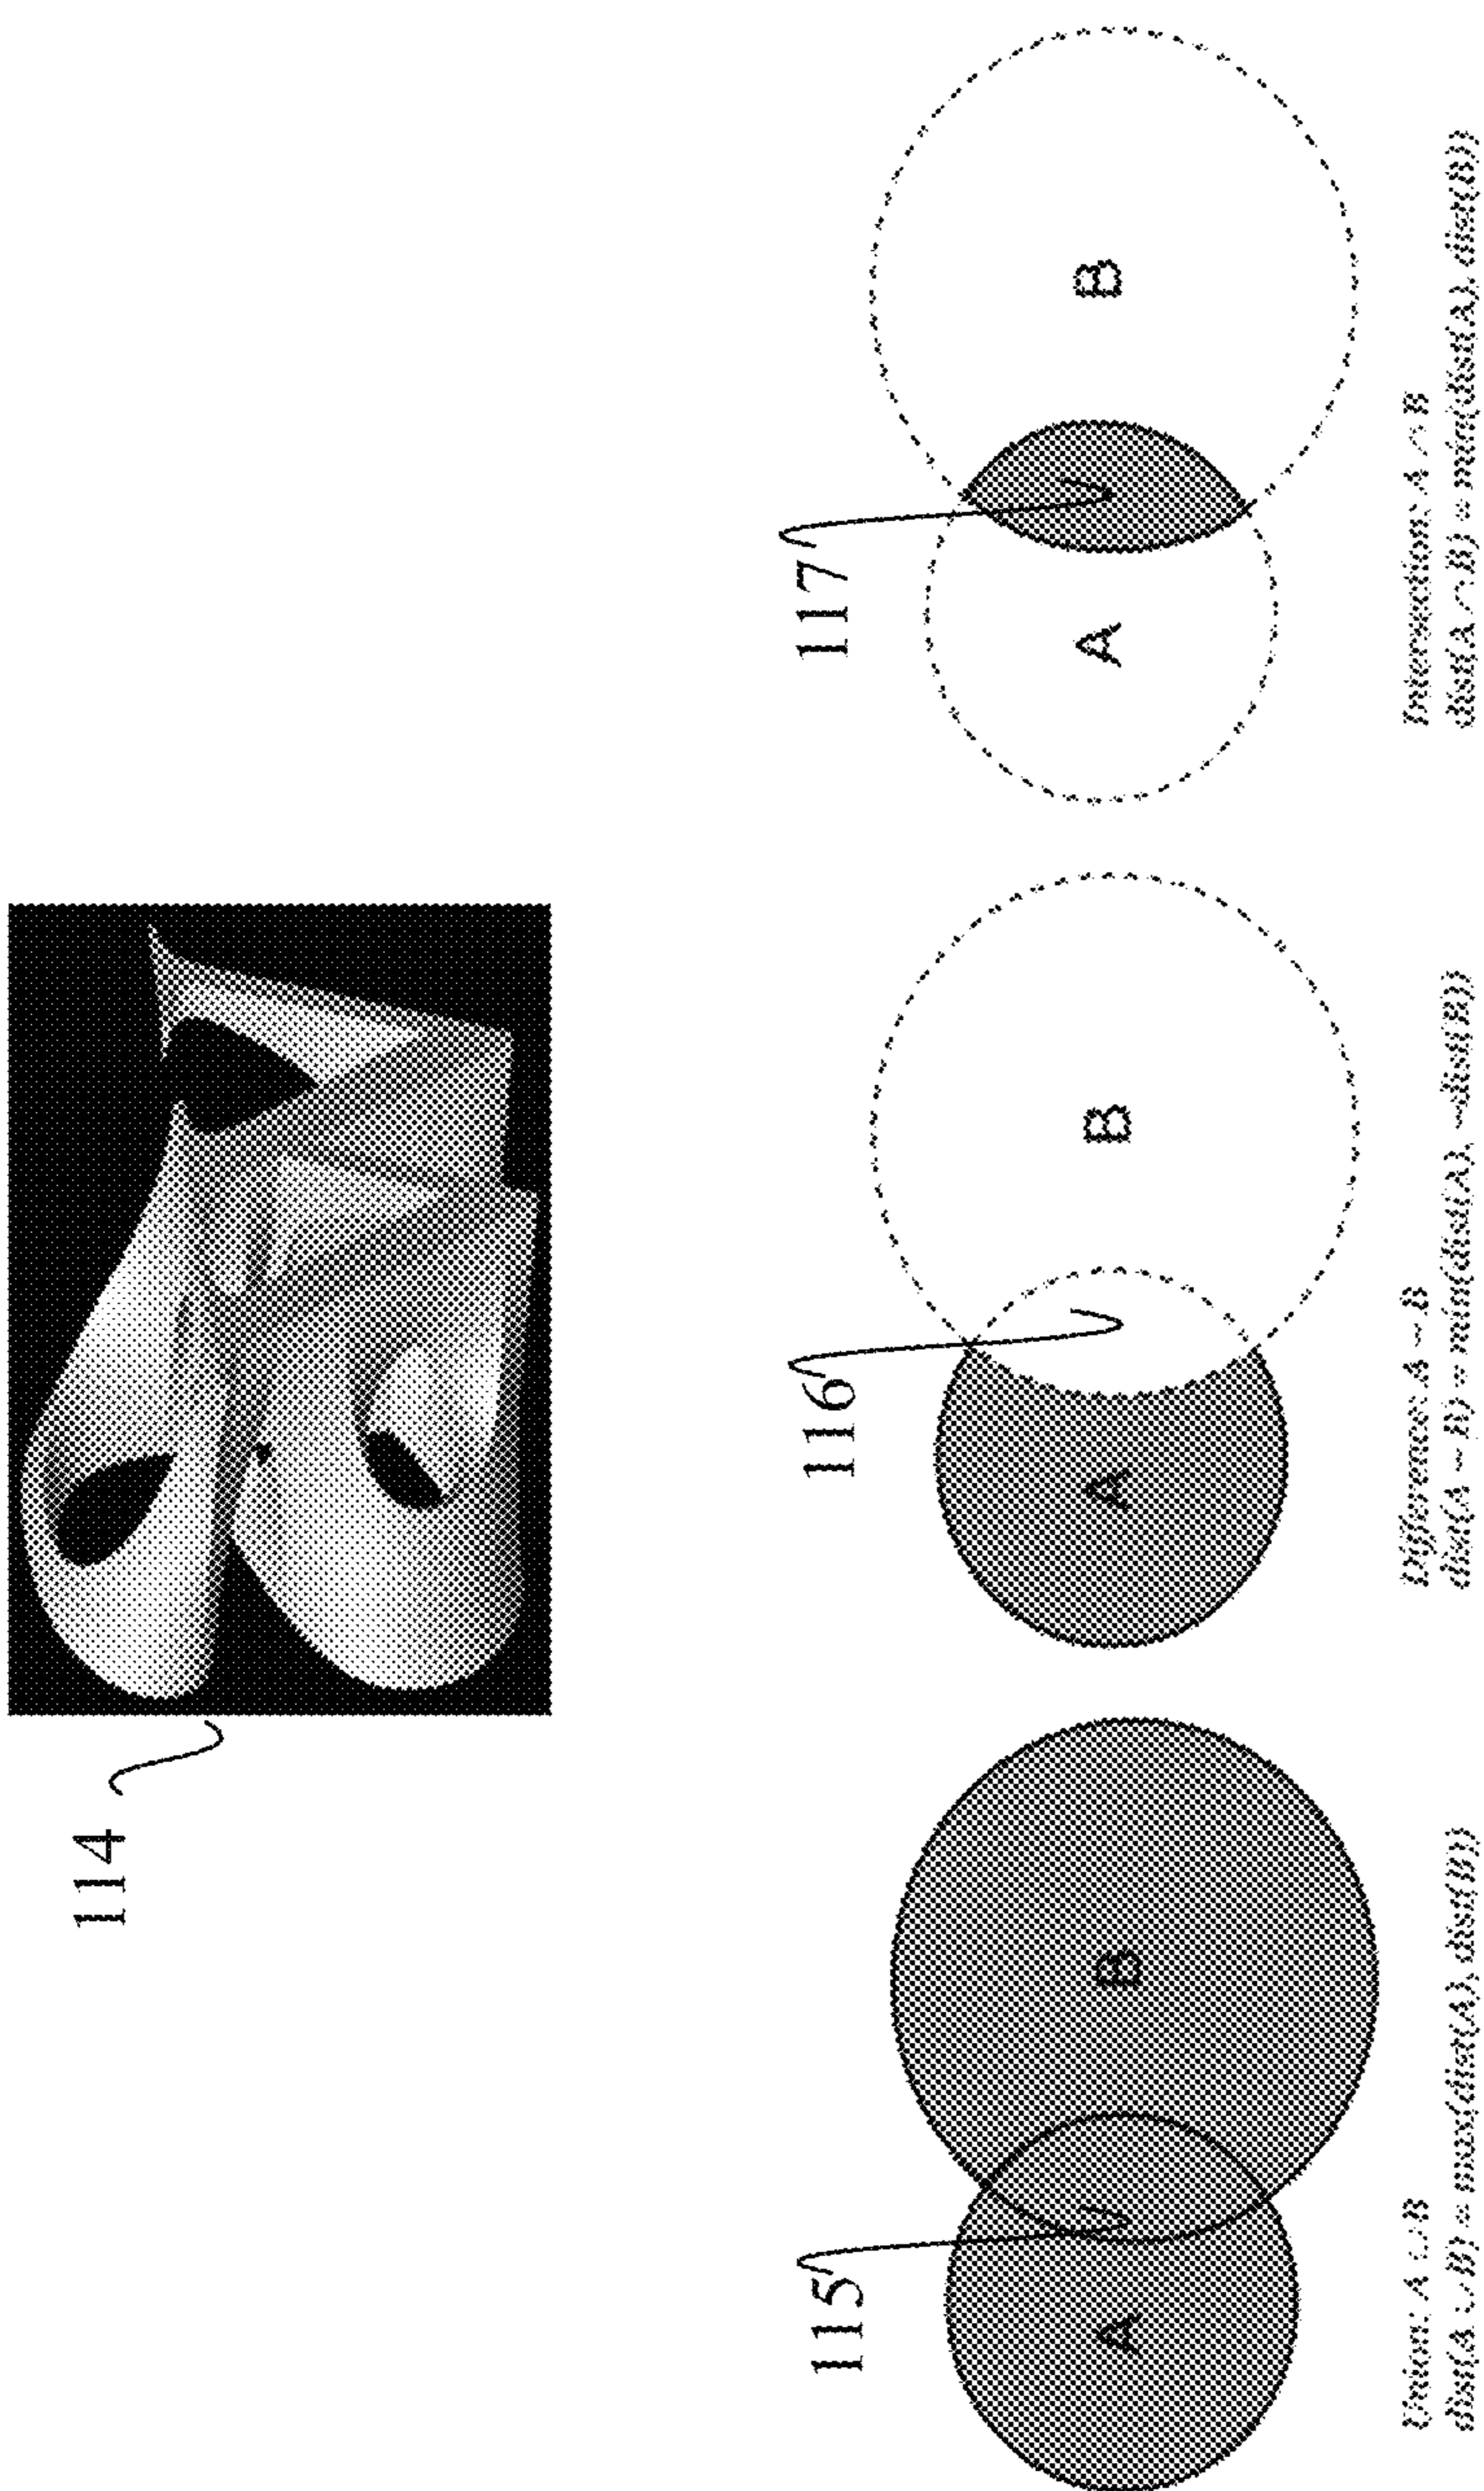 114
115
A
B
Union: A ∪ B
dist(A ∪ B) = max(dist(A), dist(B))
116
A
B
Difference: A - B
dist(A - B) = min(dist(A), -dist(B))
117
A
B
Intersection: A ∩ B
dist(A ∩ B) = min(dist(A), dist(B))